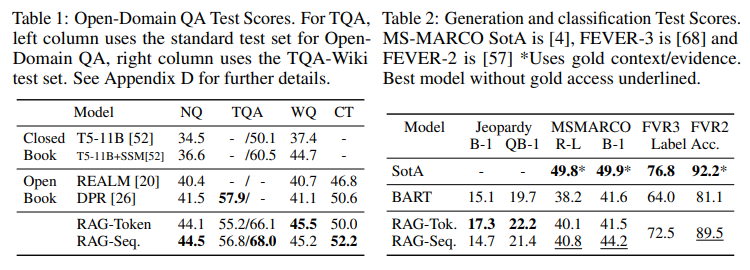 Table 1: Open-Domain QA Test Scores. For TQA,
left column uses the standard test set for Open-
Domain QA, right column uses the TQA-Wiki
test set. See Appendix D for further details.
Model NQ TQA WQ CT
Closed T5-11B [52] 34.5 - /50.1 37.4 -
Book T5-11B+SSM[52] 36.6 - /60.5 44.7 -
Open REALM [20] 40.4 - / - 40.7 46.8
Book DPR [26] 41.5 57.9/ - 41.1 50.6
RAG-Token 44.1 55.2/66.1 45.5 50.0
RAG-Seq. 44.5 56.8/68.0 45.2 52.2
Table 2: Generation and classification Test Scores.
MS-MARCO SotA is [4], FEVER-3 is [68] and
FEVER-2 is [57] *Uses gold context/evidence.
Best model without gold access underlined.
Model Jeopardy MSMARCO FVR3 FVR2
B-1 QB-1 R-L B-1 Label Acc.
SotA - - 49.8* 49.9* 76.8 92.2*
BART 15.1 19.7 38.2 41.6 64.0 81.1
RAG-Tok. 17.3 22.2 40.1 41.5
72.5 89.5
RAG-Seq. 14.7 21.4 40.8 44.2